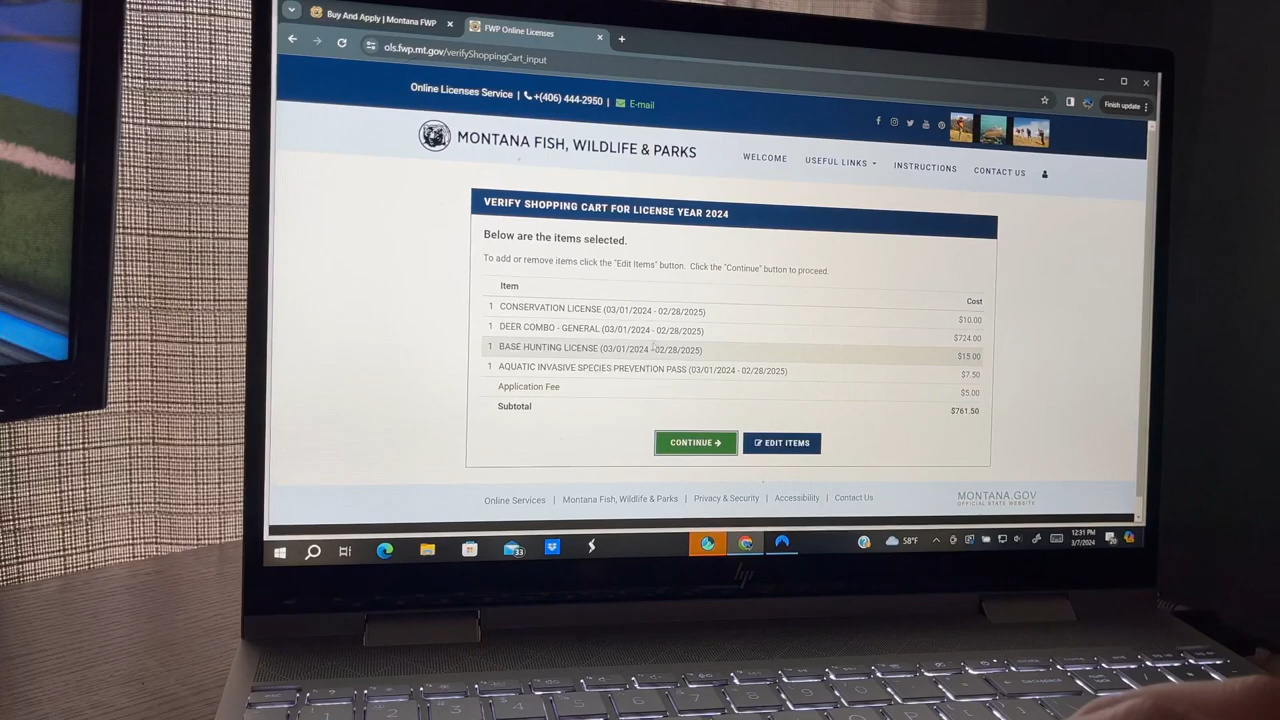 Buy And Apply | Montana FWP
FWP Online Licenses
ols.fwp.mt.gov/verifyShoppingCart_input
Finish update
Online Licenses Service | +(406) 444-2950 | E-mail
MONTANA FISH, WILDLIFE & PARKS
WELCOME USEFUL LINKS INSTRUCTIONS CONTACT US
VERIFY SHOPPING CART FOR LICENSE YEAR 2024
Below are the items selected.
To add or remove items click the "Edit Items" button. Click the "Continue" button to proceed.
Item Cost
1 CONSERVATION LICENSE (03/01/2024 - 02/28/2025) $10.00
1 DEER COMBO - GENERAL (03/01/2024 - 02/28/2025) $724.00
1 BASE HUNTING LICENSE (03/01/2024 - 02/28/2025) $15.00
1 AQUATIC INVASIVE SPECIES PREVENTION PASS (03/01/2024 - 02/28/2025) $7.50
Application Fee $5.00
Subtotal $761.50
CONTINUE EDIT ITEMS
Online Services | Montana Fish, Wildlife & Parks | Privacy & Security | Accessibility | Contact Us
MONTANA.GOV
OFFICIAL STATE WEBSITE
33
58°F
12:31 PM
3/7/2024
hp